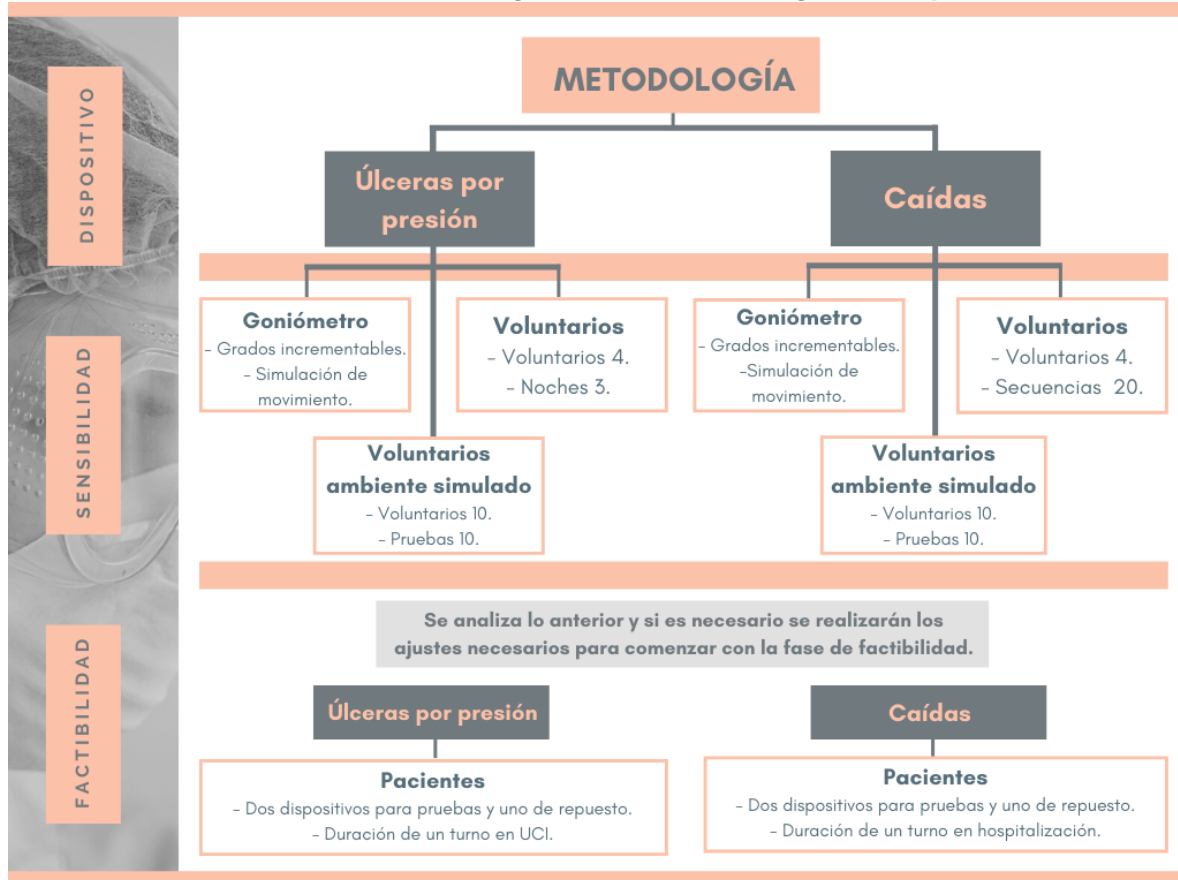 METODOLOGÍA
DISPOSITIVO
Úlceras por
presión
Caídas
SENSIBILIDAD
Goniómetro
- Grados incrementables.
- Simulación de
movimiento.
Voluntarios
- Voluntarios 4.
- Noches 3.
Voluntarios
ambiente simulado
- Voluntarios 10.
- Pruebas 10.
Goniómetro
- Grados incrementables.
-Simulación de
movimiento.
Voluntarios
- Voluntarios 4.
- Secuencias 20.
Voluntarios
ambiente simulado
- Voluntarios 10.
- Pruebas 10.
Se analiza lo anterior y si es necesario se realizarán los
ajustes necesarios para comenzar con la fase de factibilidad.
FACTIBILIDAD
Úlceras por presión
Pacientes
- Dos dispositivos para pruebas y uno de repuesto.
- Duración de un turno en UCI.
Caídas
Pacientes
- Dos dispositivos para pruebas y uno de repuesto.
- Duración de un turno en hospitalización.